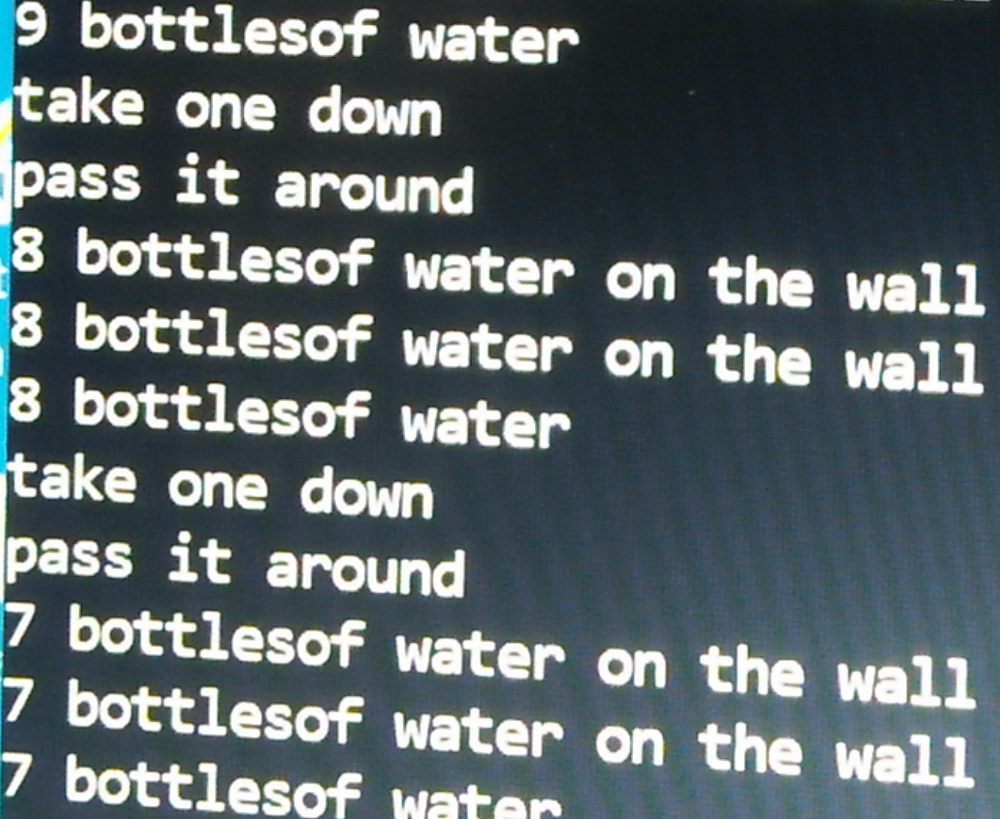 9 bottlesof water
take one down
pass it around
8 bottlesof water on the wall
8 bottlesof water on the wall
8 bottlesof water
take one down
pass it around
7 bottlesof water on the wall
7 bottlesof water on the wall
7 bottlesof water